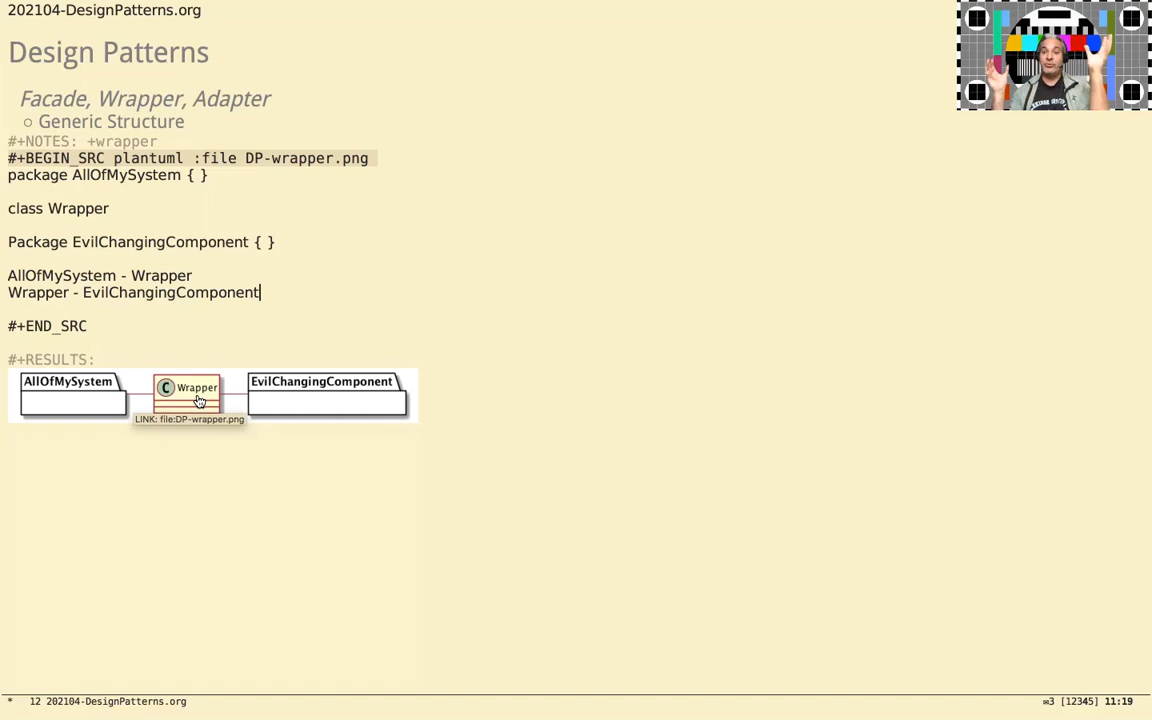 202104-DesignPatterns.org
Design Patterns
Facade, Wrapper, Adapter
○ Generic Structure
#+NOTES: +wrapper
#+BEGIN_SRC plantuml :file DP-wrapper.png
package AllOfMySystem { }
class Wrapper
Package EvilChangingComponent { }
AllOfMySystem - Wrapper
Wrapper - EvilChangingComponent
#+END_SRC
#+RESULTS:
AllOfMySystem
C Wrapper
EvilChangingComponent
LINK: file:DP-wrapper.png
* 12 202104-DesignPatterns.org
✉3 [12345] 11:19